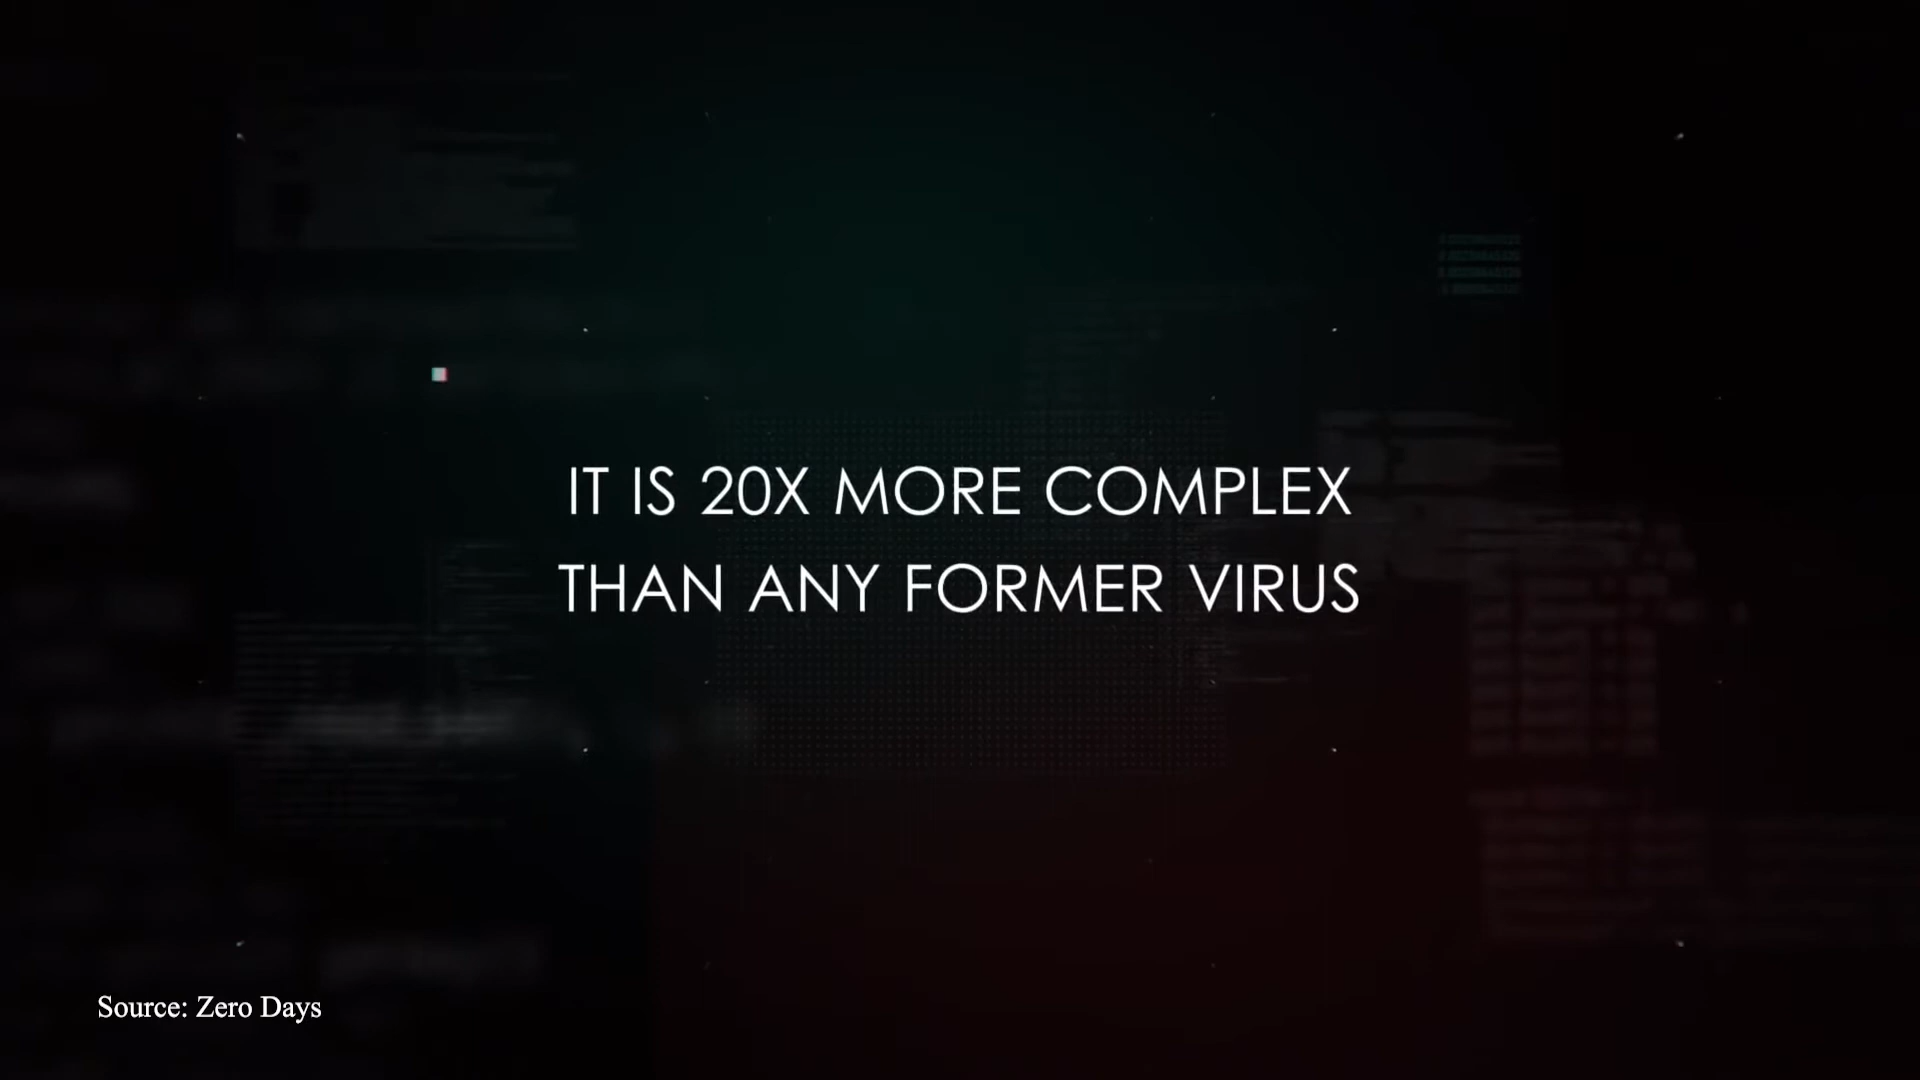 IT IS 20X MORE COMPLEX
THAN ANY FORMER VIRUS
Source: Zero Days